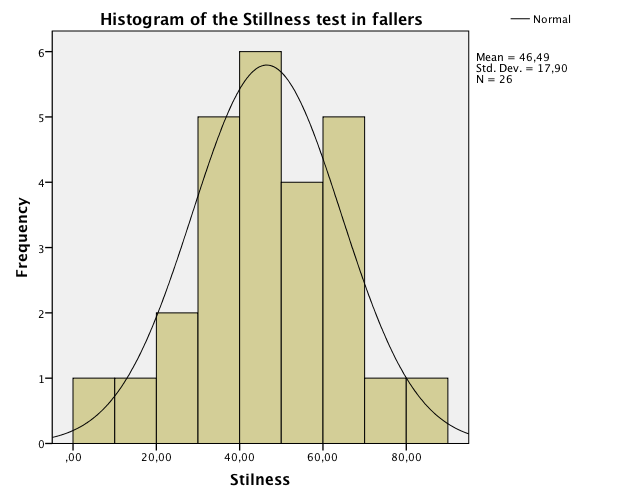 Histogram of the Stillness test in fallers
Normal
Mean = 46,49
Std. Dev. = 17,90
N = 26
Frequency
6
5
4
3
2
1
0
,00 20,00 40,00 60,00 80,00
Stilness